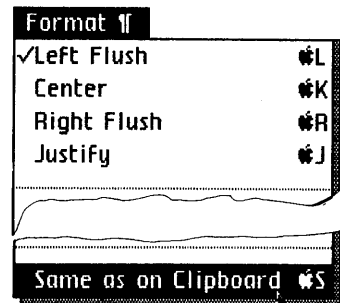 Format ¶
✓Left Flush L
Center K
Right Flush R
Justify J
Same as on Clipboard S